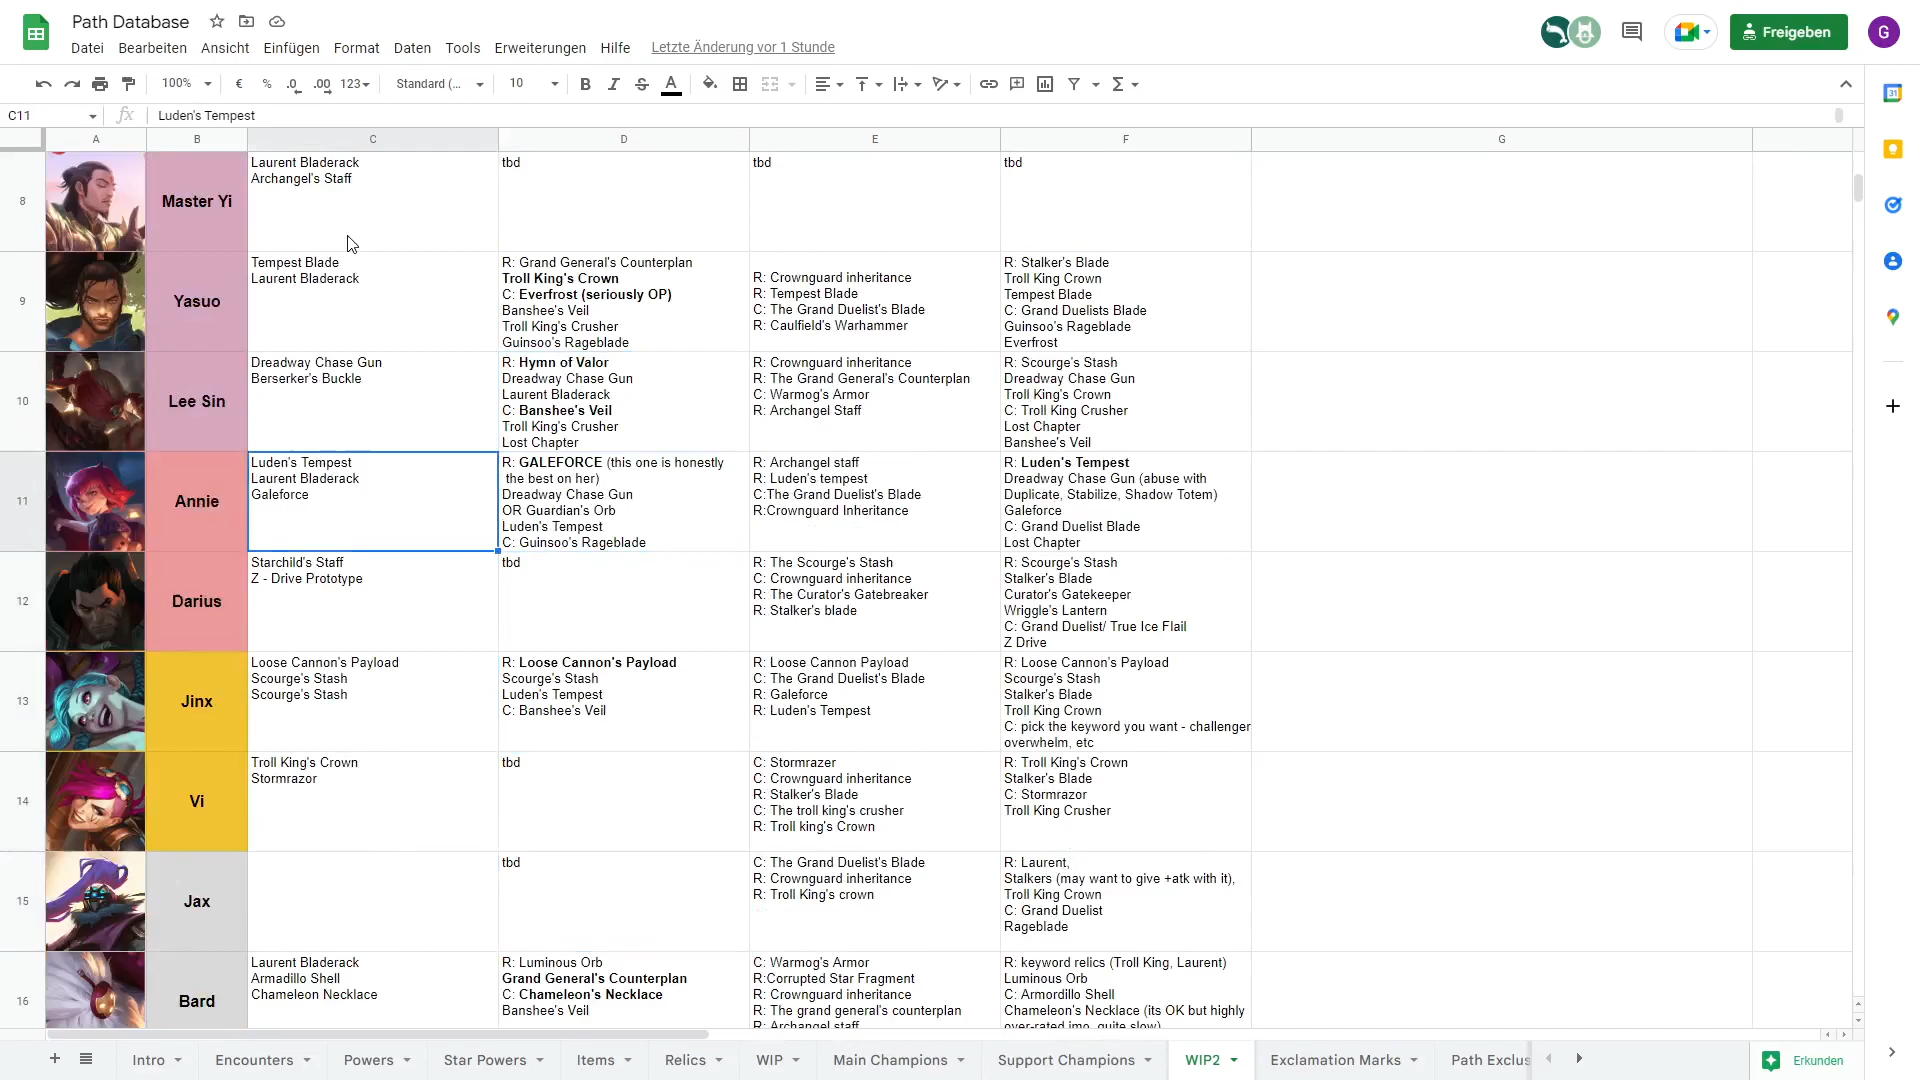 Path Database
Datei Bearbeiten Ansicht Einfügen Format Daten Tools Erweiterungen Hilfe Letzte Änderung vor 1 Stunde
Freigeben
G
31
100% € % .0 .00 123 Standard (... 10 B I S A
C11 fx Luden's Tempest
A B C D E F G
8
Master Yi
Laurent Bladerack
Archangel's Staff
tbd
tbd
tbd
9
Yasuo
Tempest Blade
Laurent Bladerack
R: Grand General's Counterplan
Troll King's Crown
C: Everfrost (seriously OP)
Banshee's Veil
Troll King's Crusher
Guinsoo's Rageblade
R: Crownguard inheritance
R: Tempest Blade
C: The Grand Duelist's Blade
R: Caulfield's Warhammer
R: Stalker's Blade
Troll King Crown
Tempest Blade
C: Grand Duelists Blade
Guinsoo's Rageblade
Everfrost
10
Lee Sin
Dreadway Chase Gun
Berserker's Buckle
R: Hymn of Valor
Dreadway Chase Gun
Laurent Bladerack
C: Banshee's Veil
Troll King's Crusher
Lost Chapter
R: Crownguard inheritance
R: The Grand General's Counterplan
C: Warmog's Armor
R: Archangel Staff
R: Scourge's Stash
Dreadway Chase Gun
Troll King's Crown
C: Troll King Crusher
Lost Chapter
Banshee's Veil
11
Annie
Luden's Tempest
Laurent Bladerack
Galeforce
R: GALEFORCE (this one is honestly
the best on her)
Dreadway Chase Gun
OR Guardian's Orb
Luden's Tempest
C: Guinsoo's Rageblade
R: Archangel staff
R: Luden's tempest
C:The Grand Duelist's Blade
R:Crownguard Inheritance
R: Luden's Tempest
Dreadway Chase Gun (abuse with
Duplicate, Stabilize, Shadow Totem)
Galeforce
C: Grand Duelist Blade
Lost Chapter
12
Darius
Starchild's Staff
Z - Drive Prototype
tbd
R: The Scourge's Stash
C: Crownguard inheritance
R: The Curator's Gatebreaker
R: Stalker's blade
R: Scourge's Stash
Stalker's Blade
Curator's Gatekeeper
Wriggle's Lantern
C: Grand Duelist/ True Ice Flail
Z Drive
13
Jinx
Loose Cannon's Payload
Scourge's Stash
Scourge's Stash
R: Loose Cannon's Payload
Scourge's Stash
Luden's Tempest
C: Banshee's Veil
R: Loose Cannon Payload
C: The Grand Duelist's Blade
R: Galeforce
R: Luden's Tempest
R: Loose Cannon's Payload
Scourge's Stash
Stalker's Blade
Troll King Crown
C: pick the keyword you want - challenger
overwhelm, etc
14
Vi
Troll King's Crown
Stormrazor
tbd
C: Stormrazer
C: Crownguard inheritance
R: Stalker's Blade
C: The troll king's crusher
R: Troll king's Crown
R: Troll King's Crown
Stalker's Blade
C: Stormrazor
Troll King Crusher
15
Jax
tbd
C: The Grand Duelist's Blade
R: Crownguard inheritance
R: Troll King's crown
R: Laurent,
Stalkers (may want to give +atk with it),
Troll King Crown
C: Grand Duelist
Rageblade
16
Bard
Laurent Bladerack
Armadillo Shell
Chameleon Necklace
R: Luminous Orb
Grand General's Counterplan
C: Chameleon's Necklace
Banshee's Veil
C: Warmog's Armor
R:Corrupted Star Fragment
R: Crownguard inheritance
R: The grand general's counterplan
R: Archangel staff
R: keyword relics (Troll King, Laurent)
Luminous Orb
C: Armordillo Shell
Chameleon's Necklace (its OK but highly
over-rated imo, quite slow)
Intro Encounters Powers Star Powers Items Relics WIP Main Champions Support Champions WIP2 Exclamation Marks Path Exclus
Erkunden